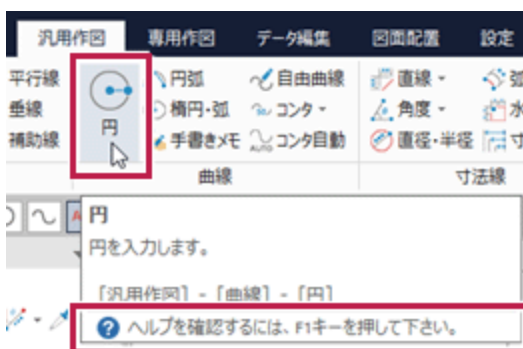 汎用作図 専用作図 データ編集 図面配置 設定
平行線 円弧 自由曲線 直線
垂線 円 楕円・弧 コンタ 角度
補助線 手書きメモ AUTO コンタ自動 直径・半径
曲線 寸法線
円
円を入力します。
[汎用作図] - [曲線] - [円]
? ヘルプを確認するには、F1キーを押して下さい。